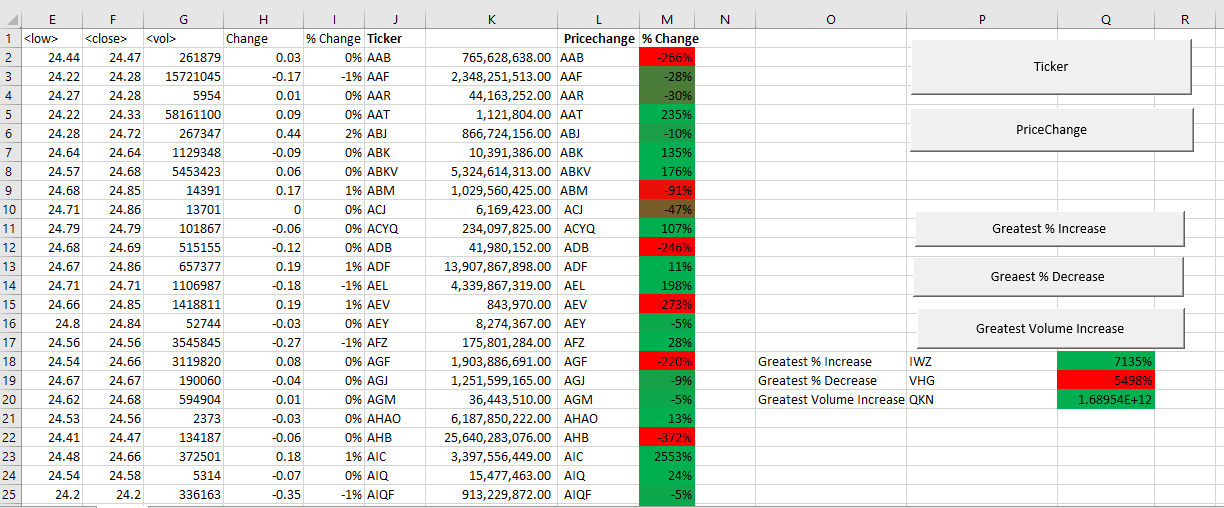 E F G H I J K L M N O P Q R
1 <low> <close> <vol> Change % Change Ticker Pricechange % Change
2 24.44 24.47 261879 0.03 0% AAB 765,628,638.00 AAB -266%
Ticker
3 24.22 24.28 15721045 -0.17 -1% AAF 2,348,251,513.00 AAF -28%
4 24.27 24.28 5954 0.01 0% AAR 44,163,252.00 AAR -30%
5 24.22 24.33 58161100 0.09 0% AAT 1,121,804.00 AAT 235%
PriceChange
6 24.28 24.72 267347 0.44 2% ABJ 866,724,156.00 ABJ -10%
7 24.64 24.64 1129348 -0.09 0% ABK 10,391,386.00 ABK 135%
8 24.57 24.68 5453423 0.06 0% ABKV 5,324,614,313.00 ABKV 176%
9 24.68 24.85 14391 0.17 1% ABM 1,029,560,425.00 ABM -91%
10 24.71 24.86 13701 0 0% ACJ 6,169,423.00 ACJ -47%
11 24.79 24.79 101867 -0.06 0% ACYQ 234,097,825.00 ACYQ 107%
Greatest % Increase
12 24.68 24.69 515155 -0.12 0% ADB 41,980,152.00 ADB -246%
13 24.67 24.86 657377 0.19 1% ADF 13,907,867,898.00 ADF 11%
Greaest % Decrease
14 24.71 24.71 1106987 -0.18 -1% AEL 4,339,867,319.00 AEL 198%
15 24.66 24.85 1418811 0.19 1% AEV 843,970.00 AEV -273%
16 24.8 24.84 52744 -0.03 0% AEY 8,274,367.00 AEY -5%
Greatest Volume Increase
17 24.54 24.56 3545845 -0.27 -1% AFZ 175,801,284.00 AFZ 28%
18 24.54 24.66 3119820 0.08 0% AGF 1,903,886,691.00 AGF -220% Greatest % Increase IWZ 7135%
19 24.67 24.67 190060 -0.04 0% AGJ 1,251,599,165.00 AGJ -9% Greatest % Decrease VHG -5498%
20 24.62 24.68 594904 0.01 0% AGM 36,443,510.00 AGM -5% Greatest Volume Increase QKN 1.68954E+12
21 24.53 24.56 2373 -0.03 0% AHAO 6,187,850,222.00 AHAO 13%
22 24.41 24.47 134187 -0.06 0% AHB 25,640,283,076.00 AHB -372%
23 24.48 24.66 372501 0.18 1% AIC 3,397,556,449.00 AIC 2553%
24 24.54 24.58 5314 -0.07 0% AIQ 15,477,463.00 AIQ 24%
25 24.2 24.2 336163 -0.35 -1% AIQF 913,229,872.00 AIQF -5%